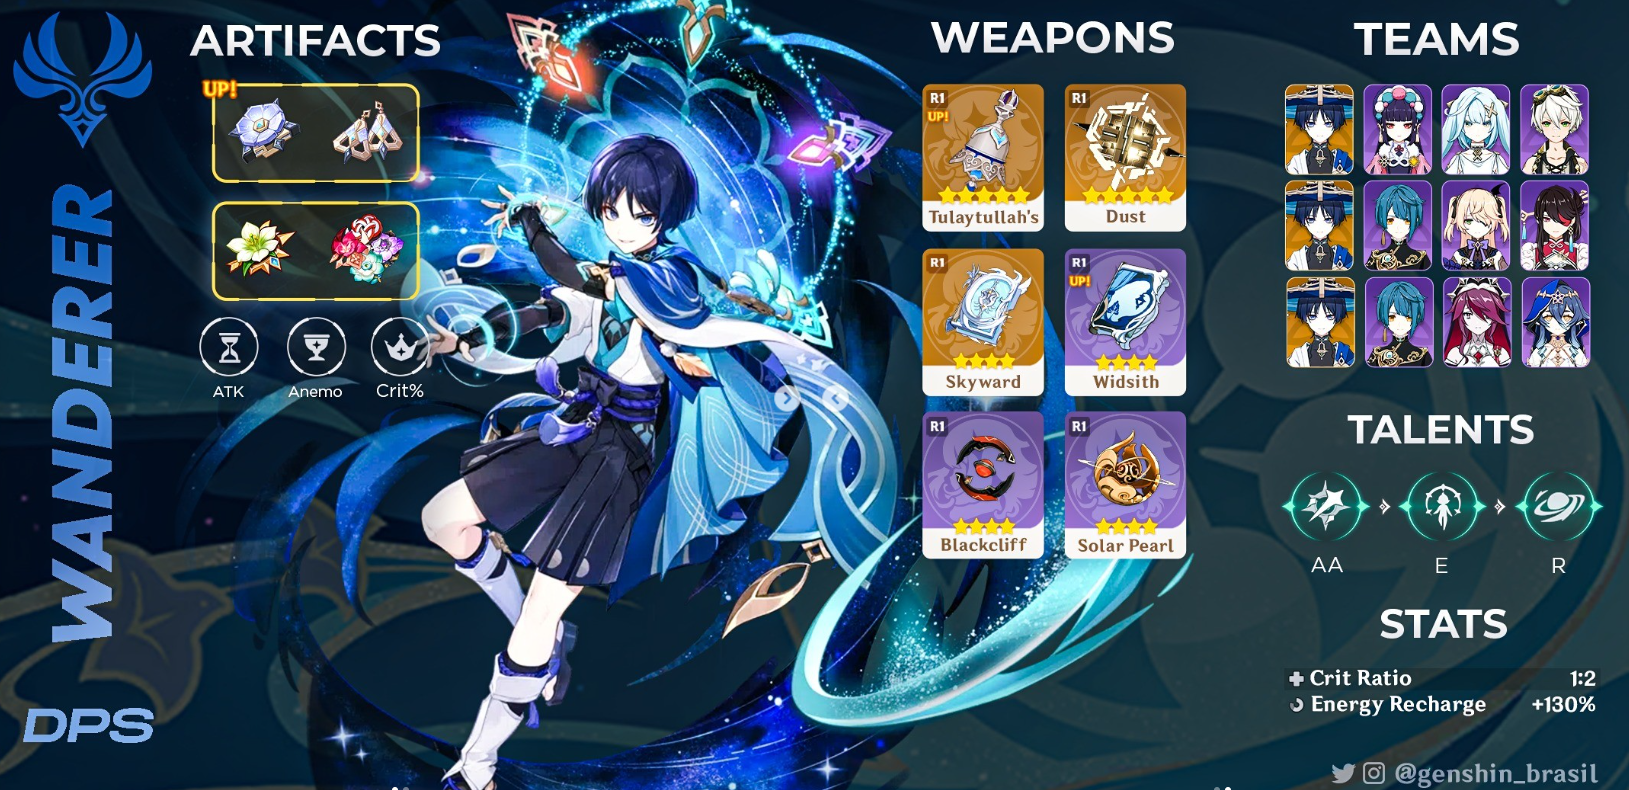 ARTIFACTS
UP!
ATK
Anemo
Crit%
WANDERER
DPS
WEAPONS
R1
UP!
Tulaytullah's
R1
Dust
R1
Skyward
R1
UP!
Widsith
R1
Blackcliff
R1
Solar Pearl
TEAMS
TALENTS
AA
E
R
STATS
Crit Ratio 1:2
Energy Recharge +130%
@genshin_brasil